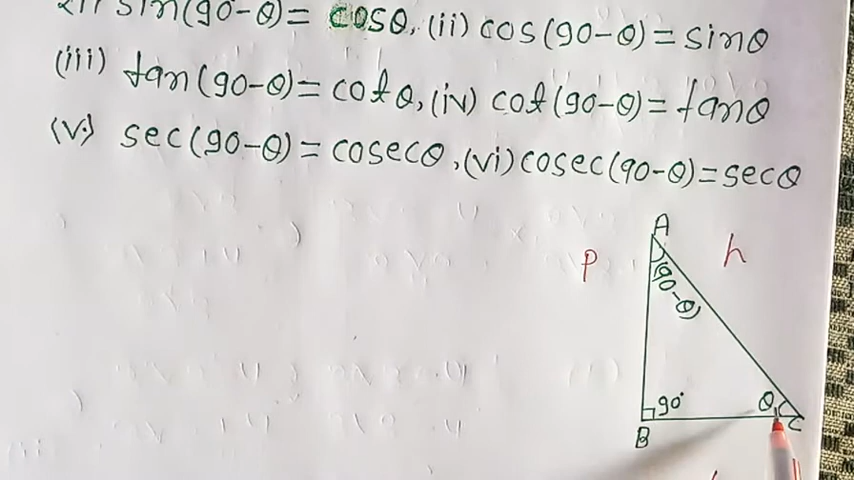 sin(90-θ)= cosθ, (ii) cos(90-θ)=sinθ
(iii) tan(90-θ)=cotθ, (iv) cot(90-θ)=tanθ
(v) sec(90-θ)=cosecθ, (vi) cosec(90-θ)=secθ
A
p
h
(90-θ)
90°
θ
B
C